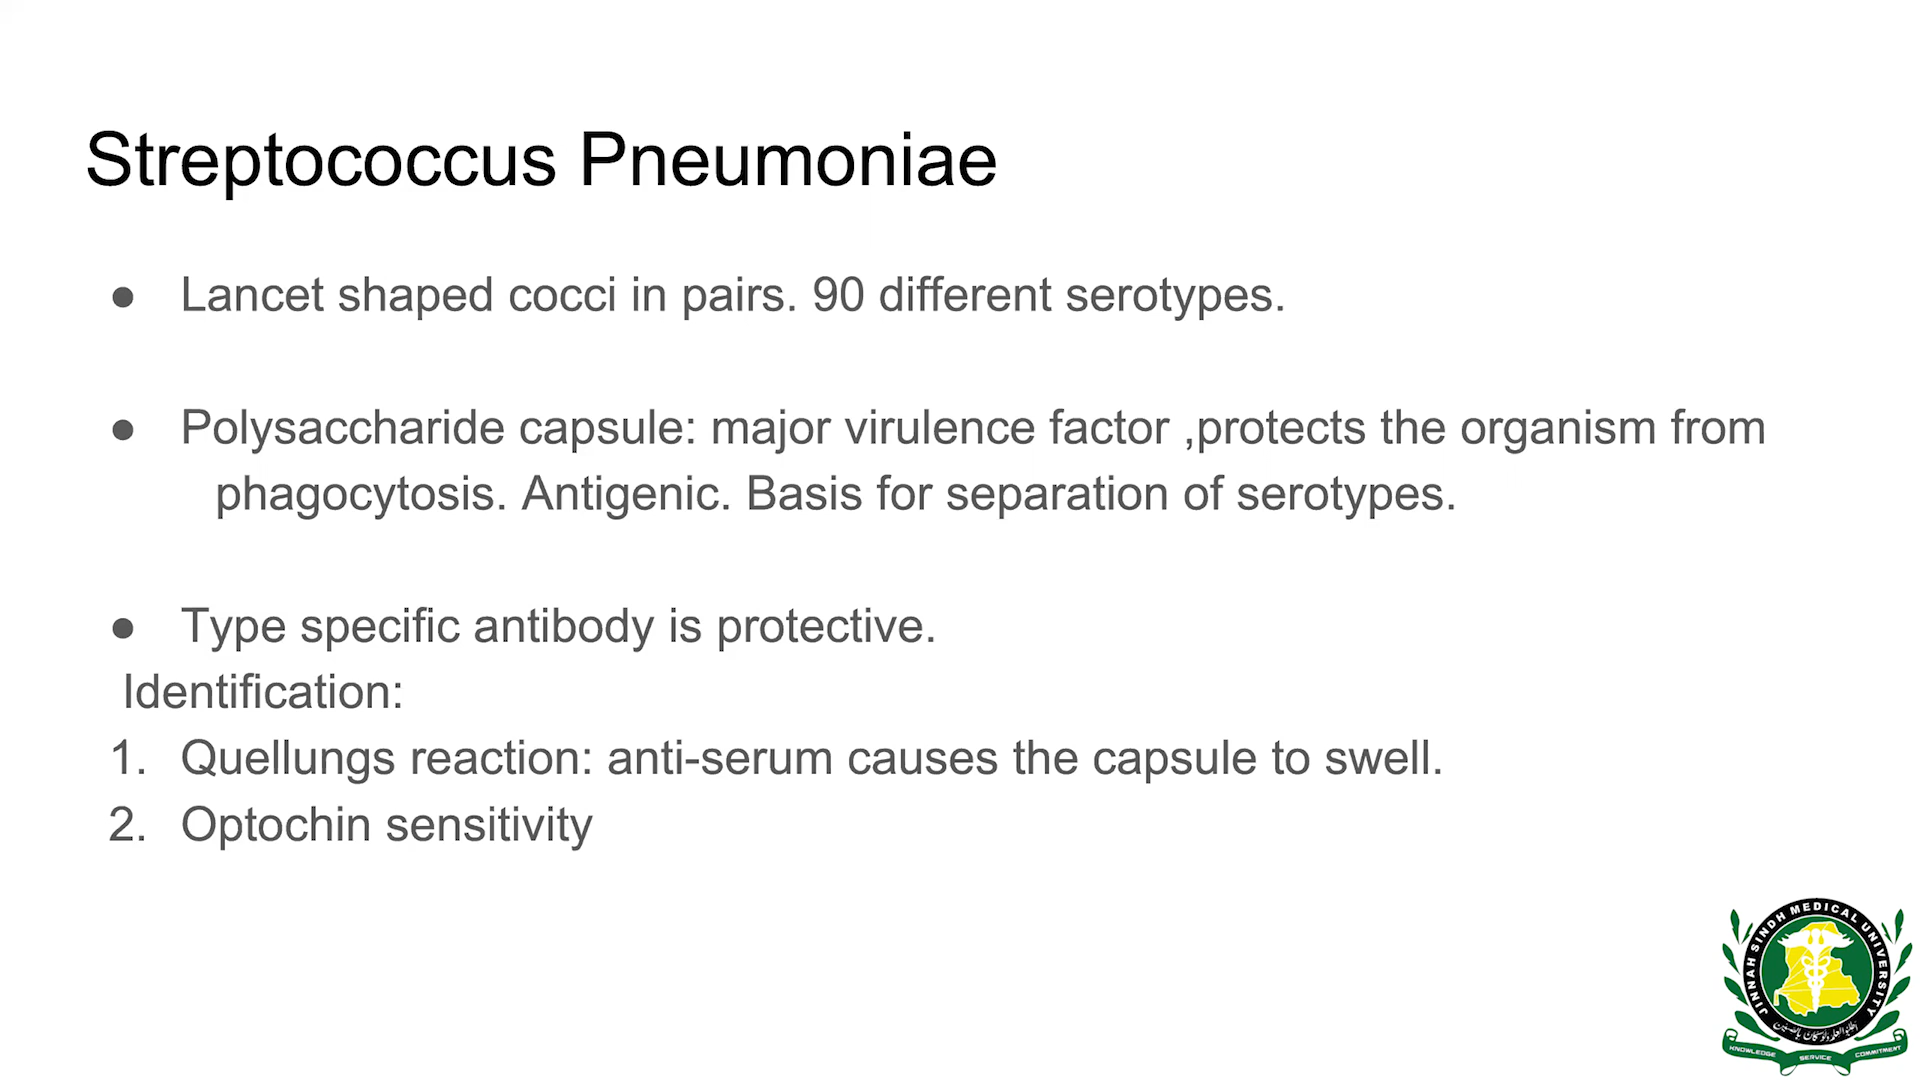 Streptococcus Pneumoniae
● Lancet shaped cocci in pairs. 90 different serotypes.
● Polysaccharide capsule: major virulence factor ,protects the organism from
phagocytosis. Antigenic. Basis for separation of serotypes.
● Type specific antibody is protective.
Identification:
1. Quellungs reaction: anti-serum causes the capsule to swell.
2. Optochin sensitivity
JINNAH SINDH MEDICAL UNIVERSITY
KNOWLEDGE SERVICE COMMITMENT